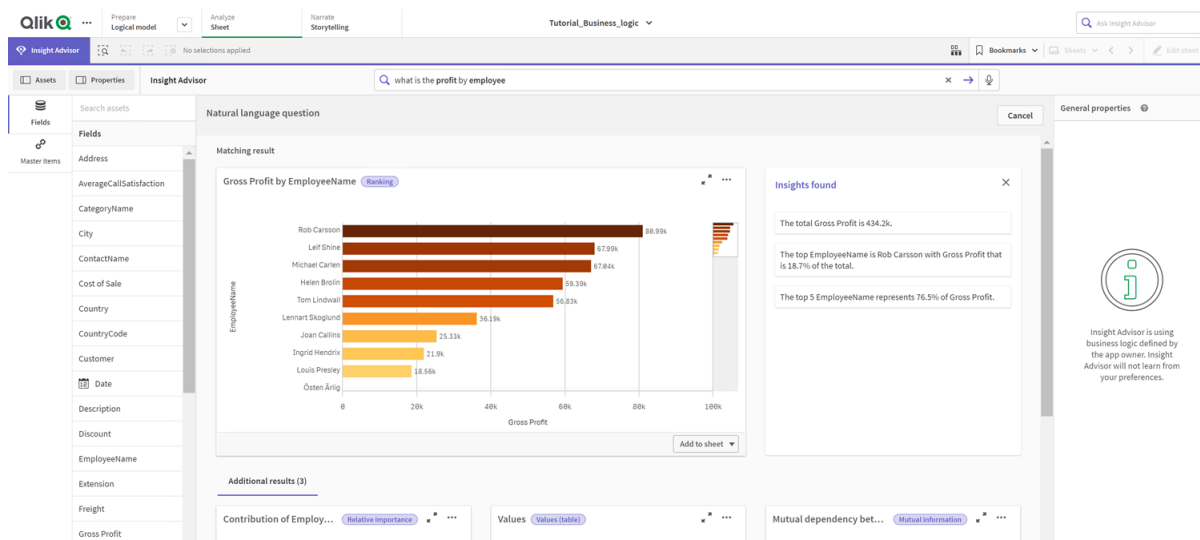 Qlik
Prepare
Logical model
Analyze
Sheet
Narrate
Storytelling
Tutorial_Business_logic
Ask Insight Advisor
Insight Advisor
No selections applied
Bookmarks
Sheets
Edit sheet
Assets
Properties
Insight Advisor
what is the profit by employee
Fields
Master items
Search assets
Fields
Address
AverageCallSatisfaction
CategoryName
City
ContactName
Cost of Sale
Country
CountryCode
Customer
Date
Description
Discount
EmployeeName
Extension
Freight
Gross Profit
Natural language question
Cancel
Matching result
Gross Profit by EmployeeName
Ranking
EmployeeName
Rob Carsson 80.99k
Leif Shine 67.99k
Michael Carlen 67.04k
Helen Brolin 59.39k
Tom Lindwall 56.83k
Lennart Skoglund 36.19k
Joan Callins 25.33k
Ingrid Hendrix 21.9k
Louis Presley 18.56k
Östen Ärlig
0 20k 40k 60k 80k 100k
Gross Profit
Add to sheet
Insights found
The total Gross Profit is 434.2k.
The top EmployeeName is Rob Carsson with Gross Profit that
is 18.7% of the total.
The top 5 EmployeeName represents 76.5% of Gross Profit.
Additional results (3)
Contribution of Employ...
Relative importance
Values
Values (table)
Mutual dependency bet...
Mutual information
General properties
Insight Advisor is using
business logic defined by
the app owner. Insight
Advisor will not learn from
your preferences.